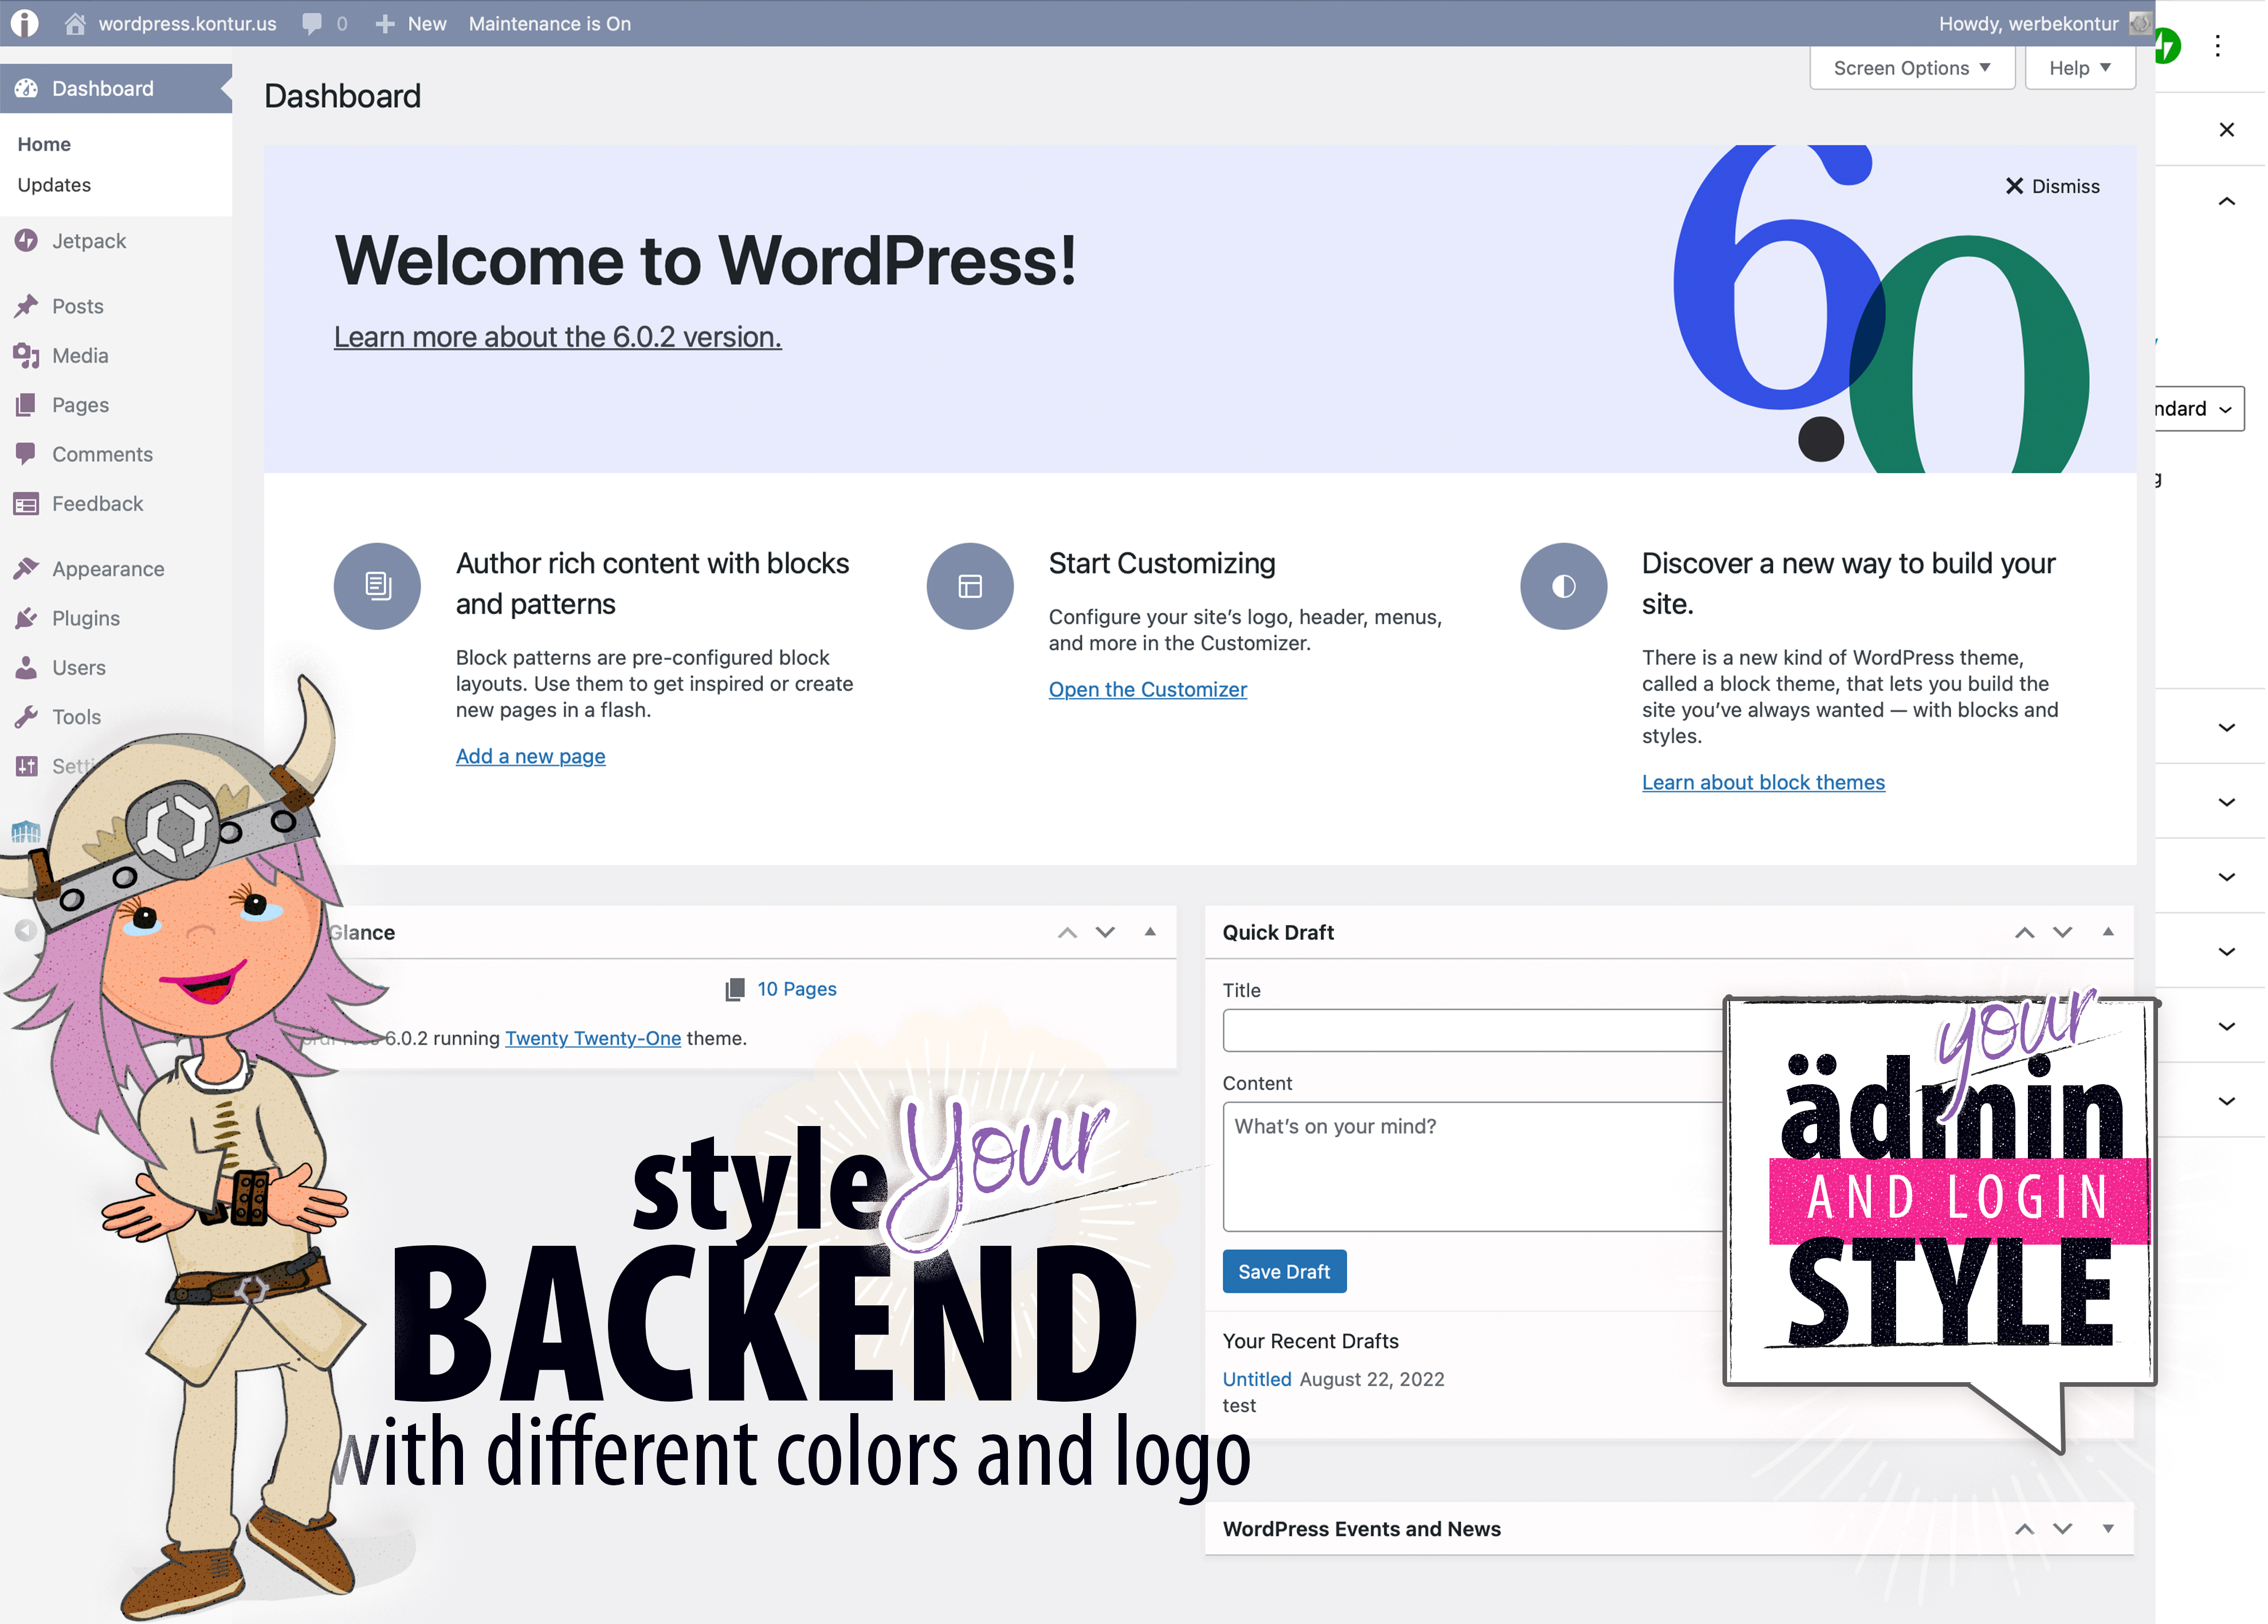 wordpress.kontur.us 0 New Maintenance is On Howdy, werbekontur
Screen Options Help
Dashboard
Home
Updates
Jetpack
Posts
Media
Pages
Comments
Feedback
Appearance
Plugins
Users
Tools
Dashboard
Dismiss
Welcome to WordPress!
Learn more about the 6.0.2 version.
6.0
Author rich content with blocks
and patterns
Block patterns are pre-configured block
layouts. Use them to get inspired or create
new pages in a flash.
Add a new page
Start Customizing
Configure your site’s logo, header, menus,
and more in the Customizer.
Open the Customizer
Discover a new way to build your
site.
There is a new kind of WordPress theme,
called a block theme, that lets you build the
site you’ve always wanted — with blocks and
styles.
Learn about block themes
Glance
10 Pages
6.0.2 running Twenty Twenty-One theme.
Quick Draft
Title
Content
What’s on your mind?
Save Draft
Your Recent Drafts
Untitled August 22, 2022
test
WordPress Events and News
style your
BACKEND
with different colors and logo
your
ädmin
AND LOGIN
STYLE